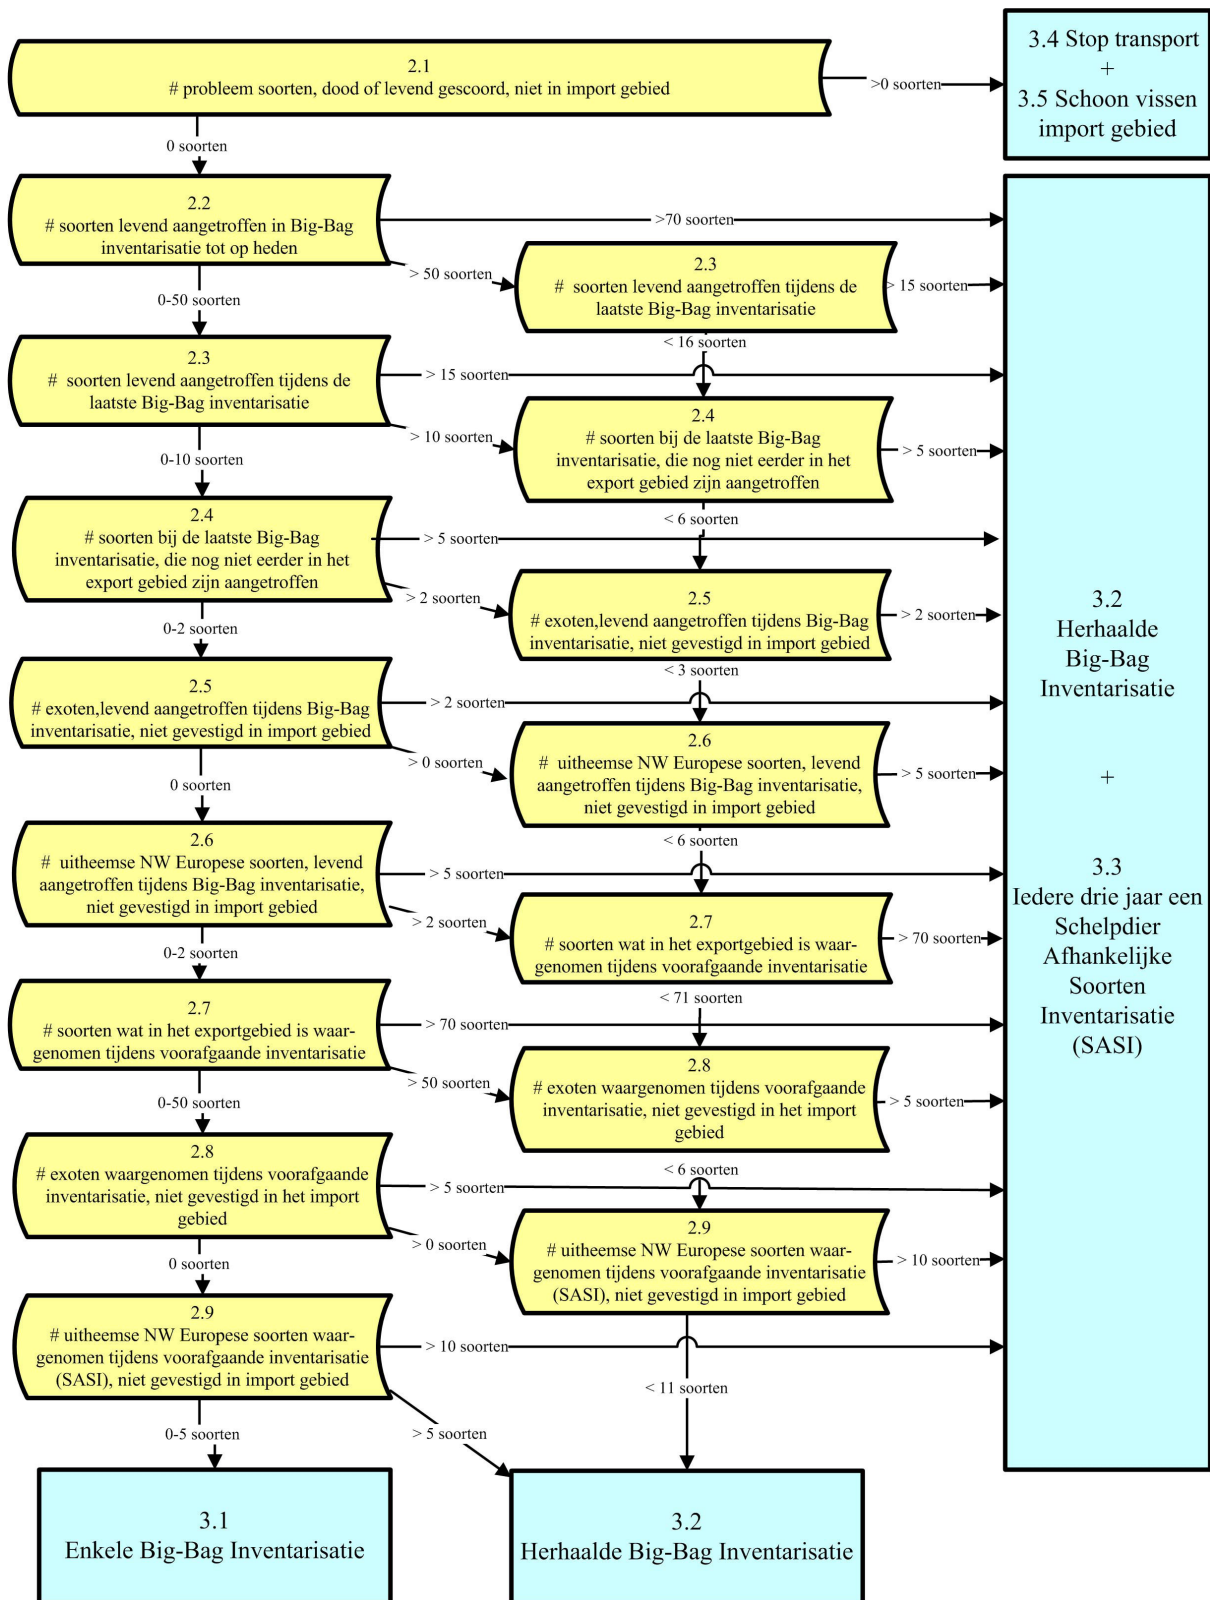 2.1
# probleem soorten, dood of levend gescoord, niet in import gebied
>0 soorten
3.4 Stop transport
+
3.5 Schoon vissen
import gebied
0 soorten
2.2
# soorten levend aangetroffen in Big-Bag
inventarisatie tot op heden
>70 soorten
> 50 soorten
2.3
# soorten levend aangetroffen tijdens de
laatste Big-Bag inventarisatie
> 15 soorten
0-50 soorten
< 16 soorten
2.3
# soorten levend aangetroffen tijdens de
laatste Big-Bag inventarisatie
> 15 soorten
> 10 soorten
2.4
# soorten bij de laatste Big-Bag
inventarisatie, die nog niet eerder in het
export gebied zijn aangetroffen
> 5 soorten
0-10 soorten
< 6 soorten
2.4
# soorten bij de laatste Big-Bag
inventarisatie, die nog niet eerder in het
export gebied zijn aangetroffen
> 5 soorten
> 2 soorten
2.5
# exoten,levend aangetroffen tijdens Big-Bag
inventarisatie, niet gevestigd in import gebied
> 2 soorten
0-2 soorten
< 3 soorten
2.5
# exoten,levend aangetroffen tijdens Big-Bag
inventarisatie, niet gevestigd in import gebied
> 2 soorten
> 0 soorten
2.6
# uitheemse NW Europese soorten, levend
aangetroffen tijdens Big-Bag inventarisatie,
niet gevestigd in import gebied
> 5 soorten
0 soorten
< 6 soorten
2.6
# uitheemse NW Europese soorten, levend
aangetroffen tijdens Big-Bag inventarisatie,
niet gevestigd in import gebied
> 5 soorten
> 2 soorten
2.7
# soorten wat in het exportgebied is waar-
genomen tijdens voorafgaande inventarisatie
> 70 soorten
0-2 soorten
< 71 soorten
2.7
# soorten wat in het exportgebied is waar-
genomen tijdens voorafgaande inventarisatie
> 70 soorten
> 50 soorten
2.8
# exoten waargenomen tijdens voorafgaande
inventarisatie, niet gevestigd in het import
gebied
> 5 soorten
0-50 soorten
< 6 soorten
2.8
# exoten waargenomen tijdens voorafgaande
inventarisatie, niet gevestigd in het import
gebied
> 5 soorten
> 0 soorten
2.9
# uitheemse NW Europese soorten waar-
genomen tijdens voorafgaande inventarisatie
(SASI), niet gevestigd in import gebied
> 10 soorten
0 soorten
2.9
# uitheemse NW Europese soorten waar-
genomen tijdens voorafgaande inventarisatie
(SASI), niet gevestigd in import gebied
> 10 soorten
< 11 soorten
0-5 soorten
> 5 soorten
3.2
Herhaalde
Big-Bag
Inventarisatie
+
3.3
Iedere drie jaar een
Schelpdier
Afhankelijke
Soorten
Inventarisatie
(SASI)
3.1
Enkele Big-Bag Inventarisatie
3.2
Herhaalde Big-Bag Inventarisatie